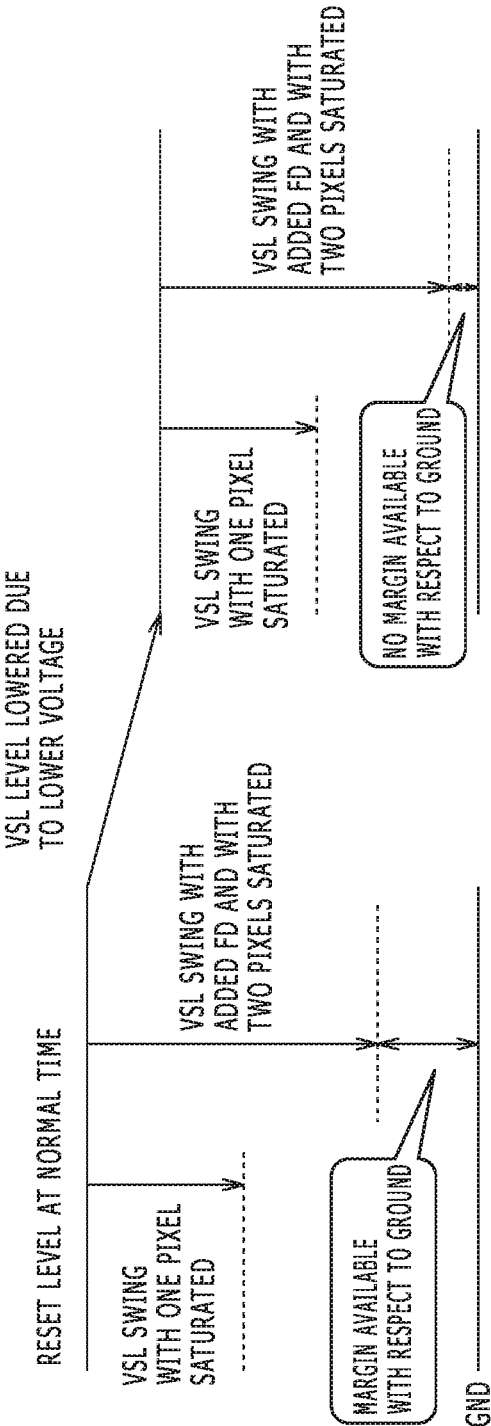 RESET LEVEL AT NORMAL TIME
VSL LEVEL LOWERED DUE
TO LOWER VOLTAGE
VSL SWING
WITH ONE PIXEL
SATURATED
VSL SWING WITH
ADDED FD AND WITH
TWO PIXELS SATURATED
MARGIN AVAILABLE
WITH RESPECT TO GROUND
GND
VSL SWING
WITH ONE PIXEL
SATURATED
VSL SWING WITH
ADDED FD AND WITH
TWO PIXELS SATURATED
NO MARGIN AVAILABLE
WITH RESPECT TO GROUND